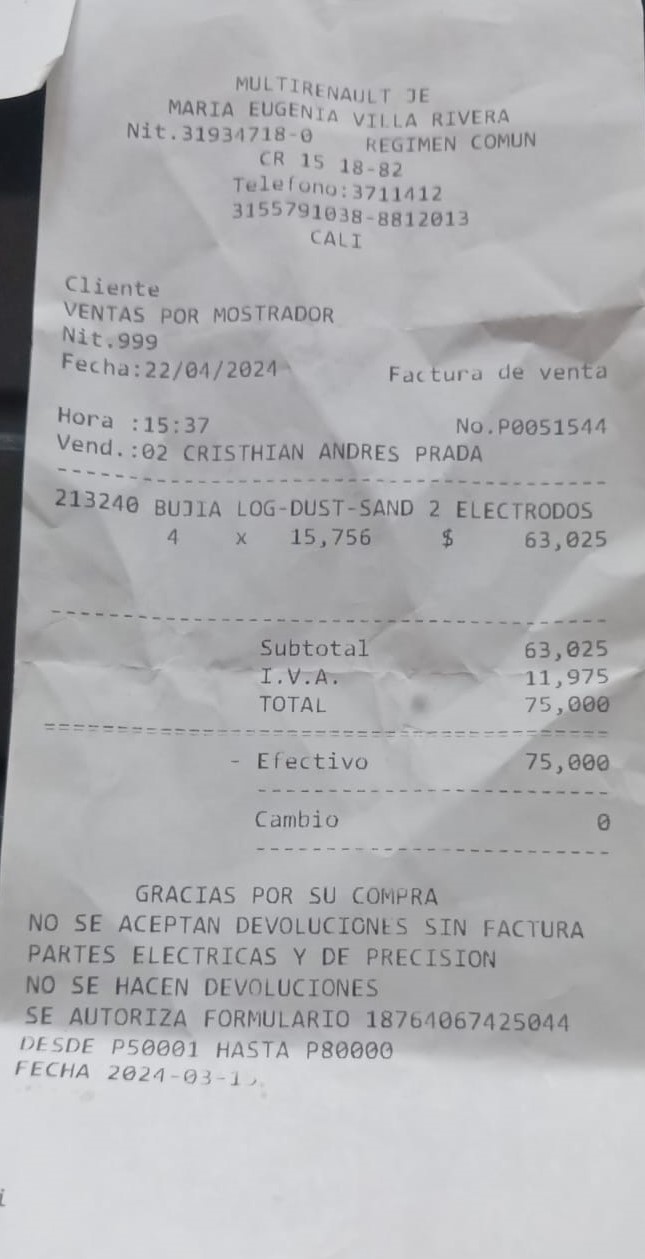 MULTIRENAULT JE
MARIA EUGENIA VILLA RIVERA
Nit.31934718-0 REGIMEN COMUN
CR 15 18-82
Telefono:3711412
3155791038-8812013
CALI
Cliente
VENTAS POR MOSTRADOR
Nit.999
Fecha:22/04/2024 Factura de venta
Hora :15:37 No.P0051544
Vend.:02 CRISTHIAN ANDRES PRADA
213240 BUJIA LOG-DUST-SAND 2 ELECTRODOS
4 x 15,756 $ 63,025
Subtotal 63,025
I.V.A. 11,975
TOTAL 75,000
- Efectivo 75,000
Cambio 0
GRACIAS POR SU COMPRA
NO SE ACEPTAN DEVOLUCIONES SIN FACTURA
PARTES ELECTRICAS Y DE PRECISION
NO SE HACEN DEVOLUCIONES
SE AUTORIZA FORMULARIO 18764067425044
DESDE P50001 HASTA P80000
FECHA